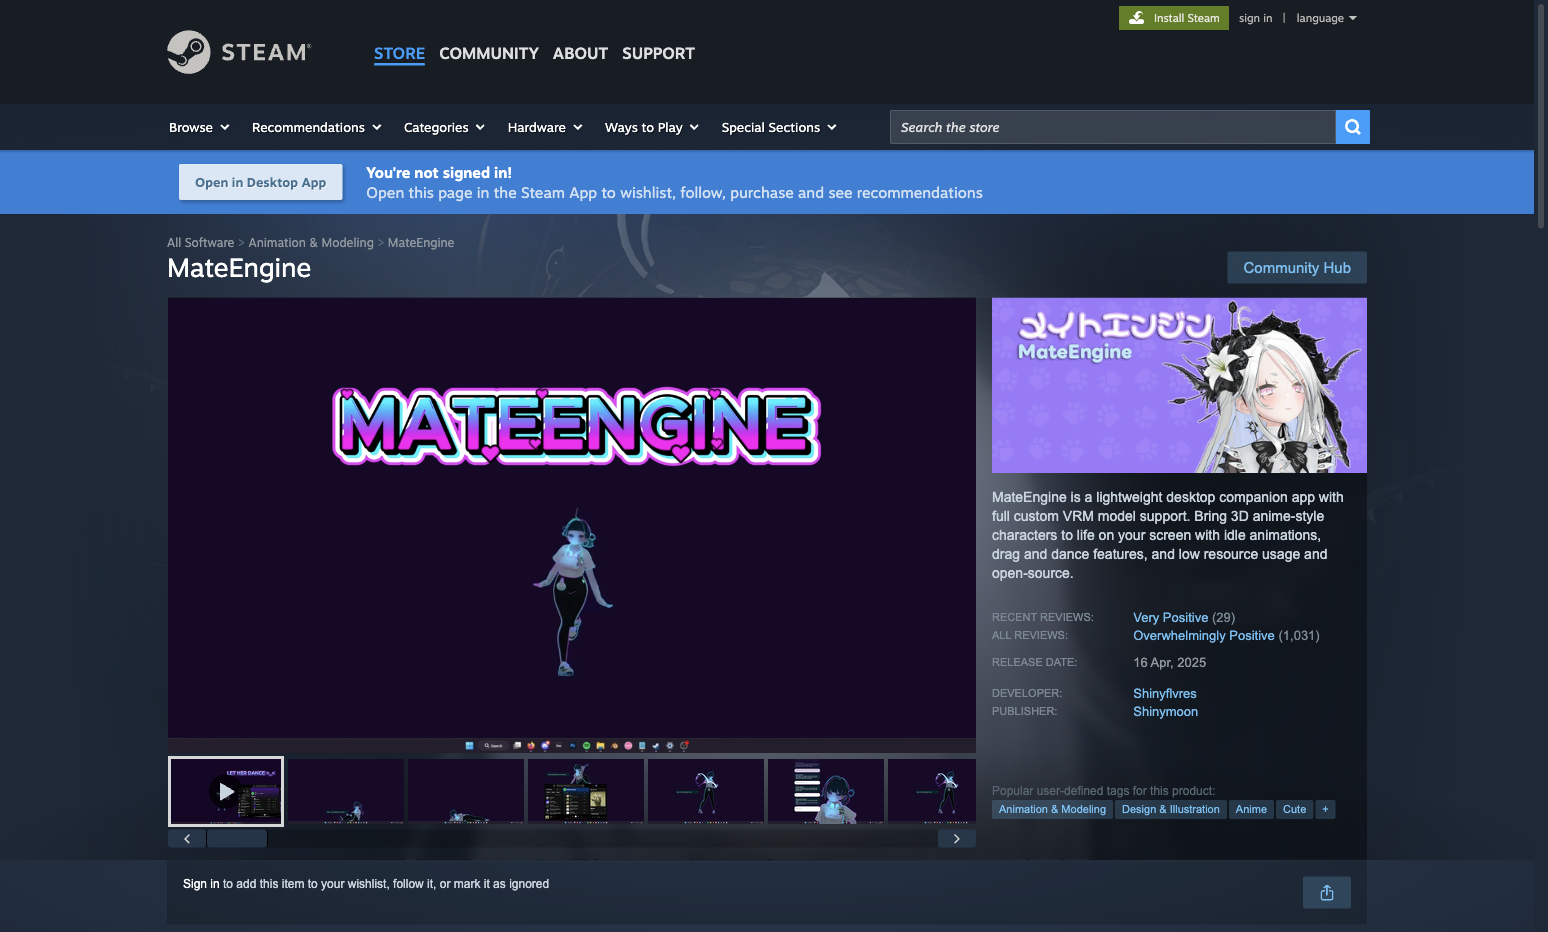 Install Steam
sign in | language
STEAM®
STORE COMMUNITY ABOUT SUPPORT
Browse Recommendations Categories Hardware Ways to Play Special Sections
Search the store
Open in Desktop App
You're not signed in!
Open this page in the Steam App to wishlist, follow, purchase and see recommendations
All Software > Animation & Modeling > MateEngine
MateEngine
Community Hub
MATEENGINE
Search
メイトエンジン
MateEngine
MateEngine is a lightweight desktop companion app with
full custom VRM model support. Bring 3D anime-style
characters to life on your screen with idle animations,
drag and dance features, and low resource usage and
open-source.
RECENT REVIEWS: Very Positive (29)
ALL REVIEWS: Overwhelmingly Positive (1,031)
RELEASE DATE: 16 Apr, 2025
DEVELOPER: Shinyflvres
PUBLISHER: Shinymoon
LET HER DANCE >_<
Popular user-defined tags for this product:
Animation & Modeling Design & Illustration Anime Cute +
Sign in to add this item to your wishlist, follow it, or mark it as ignored